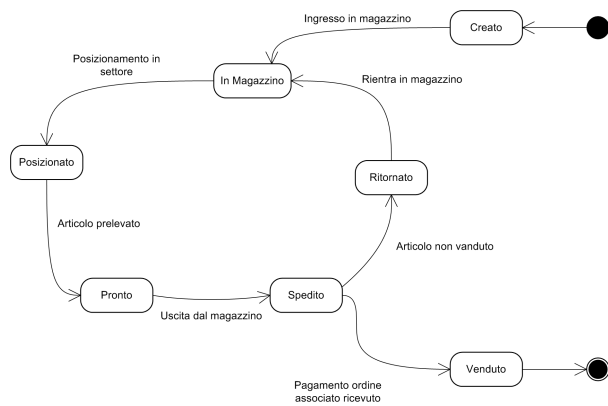 Ingresso in magazzino
Creato
Posizionamento in
settore
In Magazzino
Rientra in magazzino
Posizionato
Ritornato
Articolo prelevato
Articolo non vanduto
Pronto
Spedito
Uscita dal magazzino
Venduto
Pagamento ordine
associato ricevuto